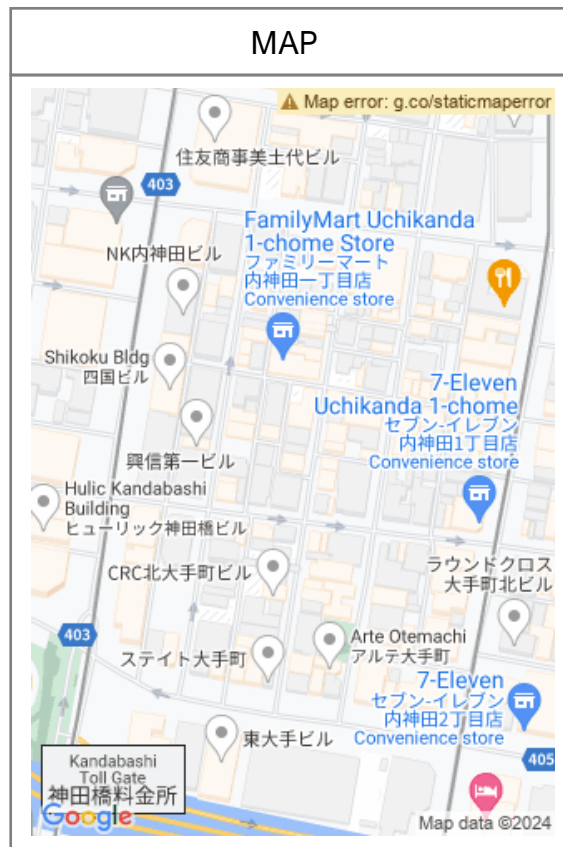 MAP
Map error: g.co/staticmaperror
住友商事美土代ビル
403
FamilyMart Uchikanda
1-chome Store
ファミリーマート
内神田一丁目店
Convenience store
NK内神田ビル
Shikoku Bldg
四国ビル
7-Eleven
Uchikanda 1-chome
セブン-イレブン
内神田1丁目店
Convenience store
興信第一ビル
Hulic Kandabashi
Building
ヒューリック神田橋ビル
CRC北大手町ビル
ラウンドクロス
大手町北ビル
403
Arte Otemachi
アルテ大手町
ステイト大手町
7-Eleven
セブン-イレブン
内神田2丁目店
Convenience store
東大手ビル
405
Kandabashi
Toll Gate
神田橋料金所
Google
Map data ©2024